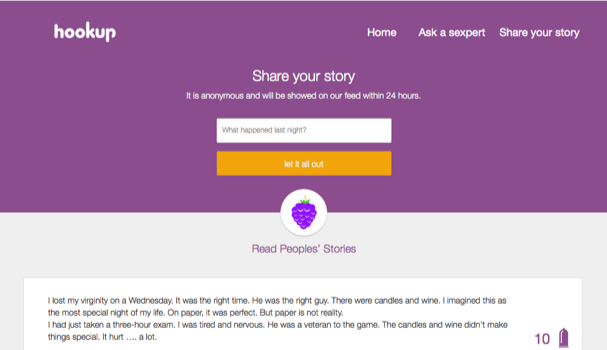 hookup
Home Ask a sexpert Share your story
Share your story
It is anonymous and will be showed on our feed within 24 hours.
What happened last night?
let it all out
Read Peoples' Stories
I lost my virginity on a Wednesday. It was the right time. He was the right guy. There were candles and wine. I imagined this as
the most special night of my life. On paper, it was perfect. But paper is not reality.
I had just taken a three-hour exam. I was tired and nervous. He was a veteran to the game. The candles and wine didn't make
things special. It hurt …. a lot.
10